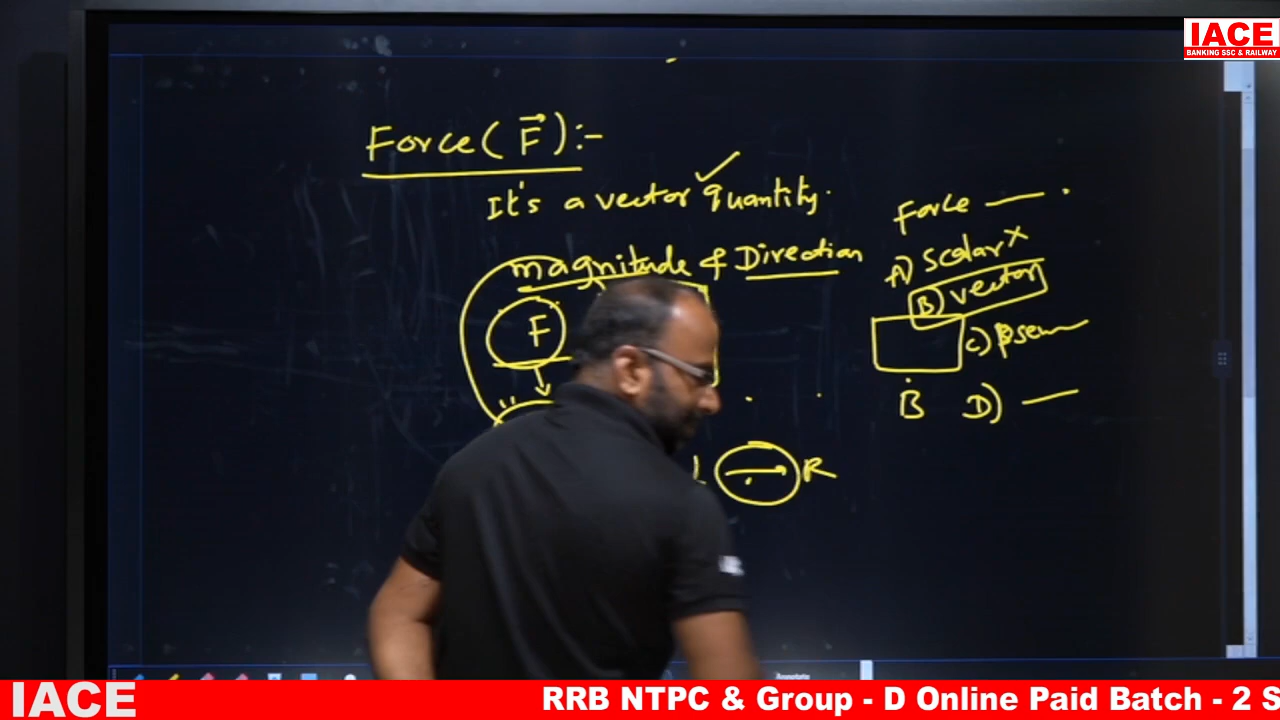 IACE
BANKING SSC & RAILWAY
Force (F⃗) :-
It's a vector quantity.
magnitude & Direction
F
R
Force —— .
A) Scalar ×
B) vector
C)
B
D) ——
Annotate
IACE
RRB NTPC & Group - D Online Paid Batch - 2 S